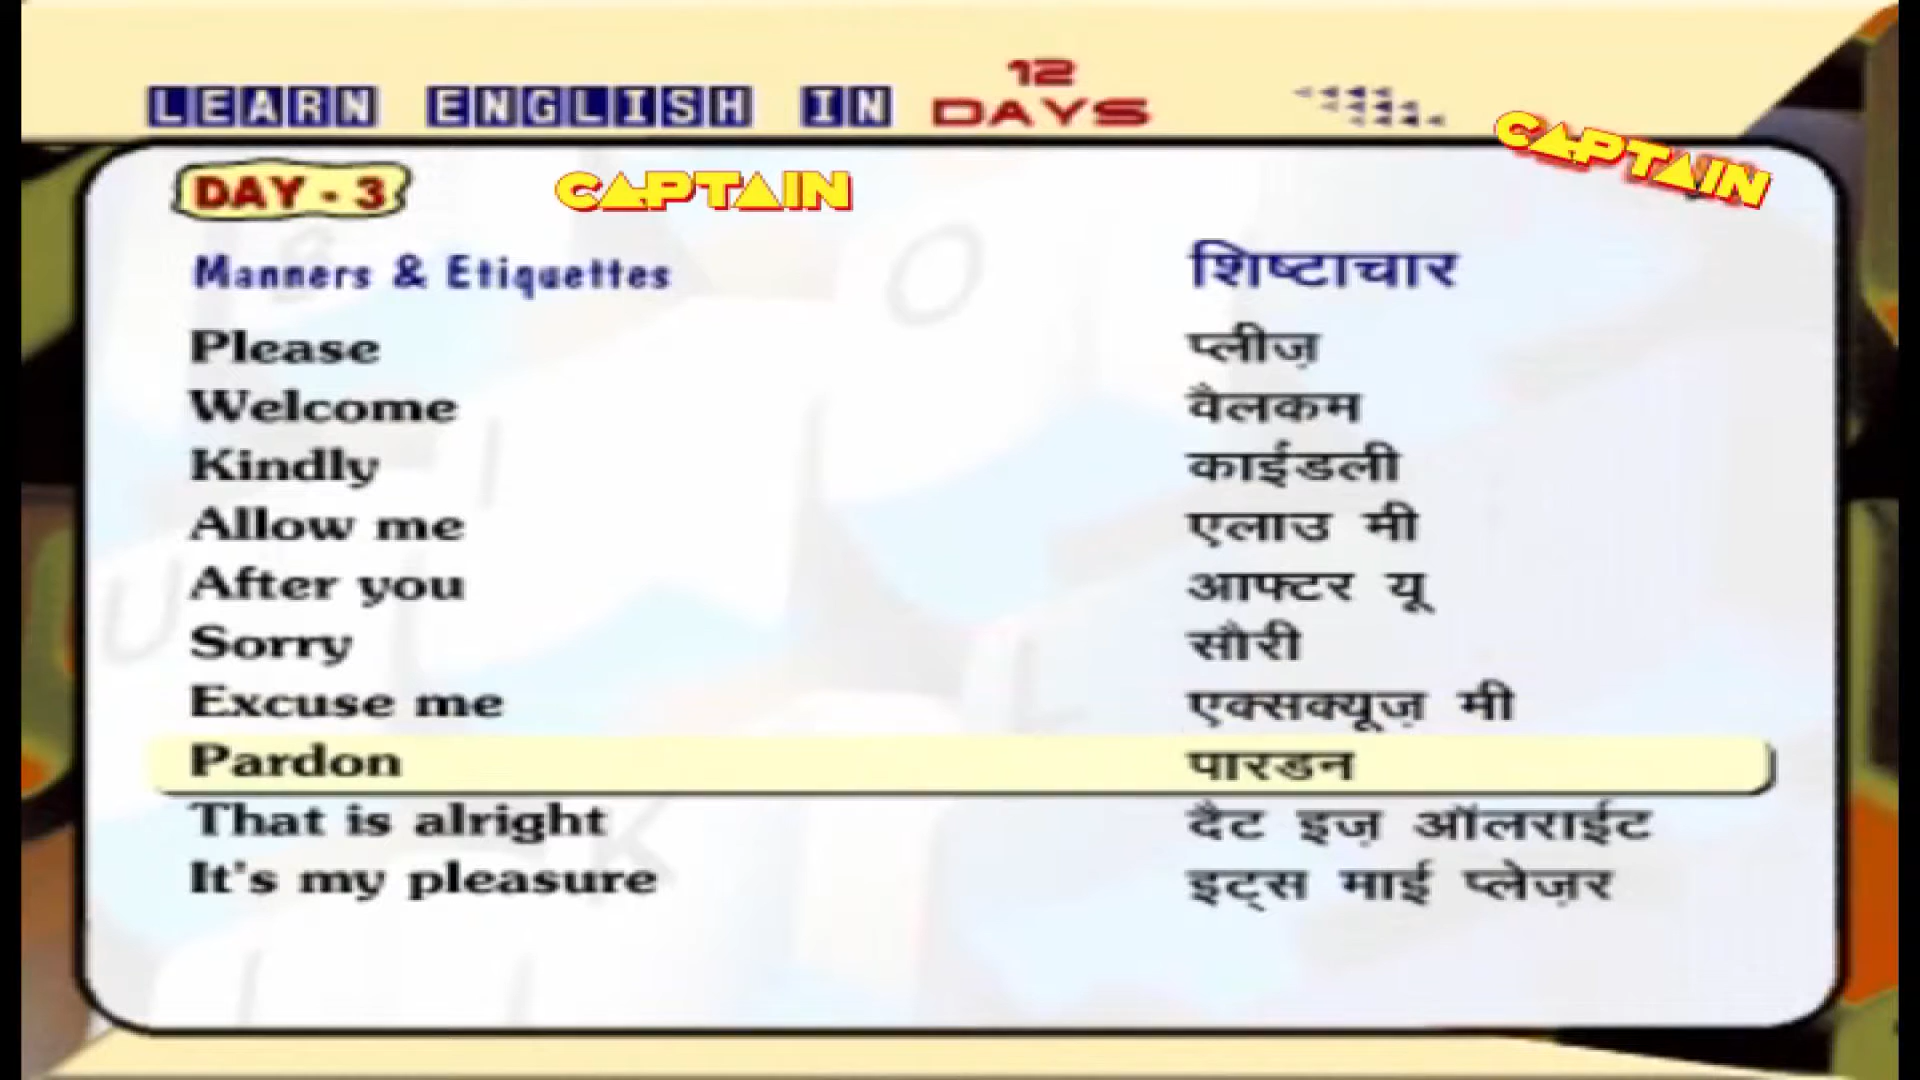 LEARN ENGLISH IN 12 DAYS
CAPTAIN
DAY - 3 CAPTAIN
Manners & Etiquettes शिष्टाचार
Please प्लीज़
Welcome वैलकम
Kindly काईंडली
Allow me एलाउ मी
After you आफ्टर यू
Sorry सौरी
Excuse me एक्सक्यूज़ मी
Pardon पारडन
That is alright दैट इज़ ऑलराईट
It's my pleasure इट्स माई प्लेज़र